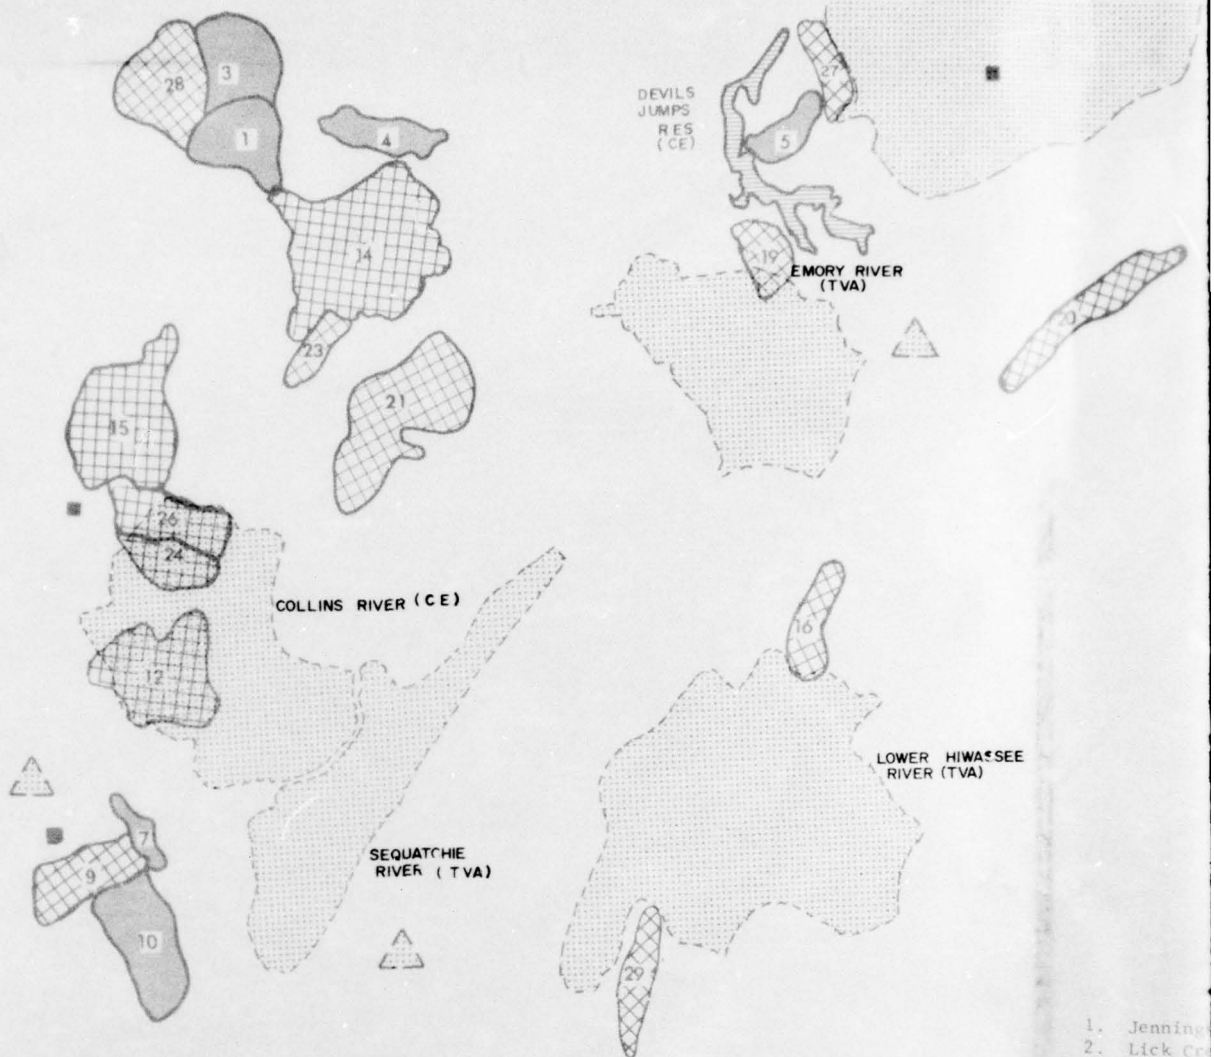 28
3
1
4
27
DEVILS
JUMPS
RES
(CE)
5
14
19
EMORY RIVER
(TVA)
23
20
21
15
26
24
COLLINS RIVER (CE)
16
12
LOWER HIWASSEE
RIVER (TVA)
7
9
SEQUATCHIE
RIVER (TVA)
10
29
1. Jennings
2. Lick